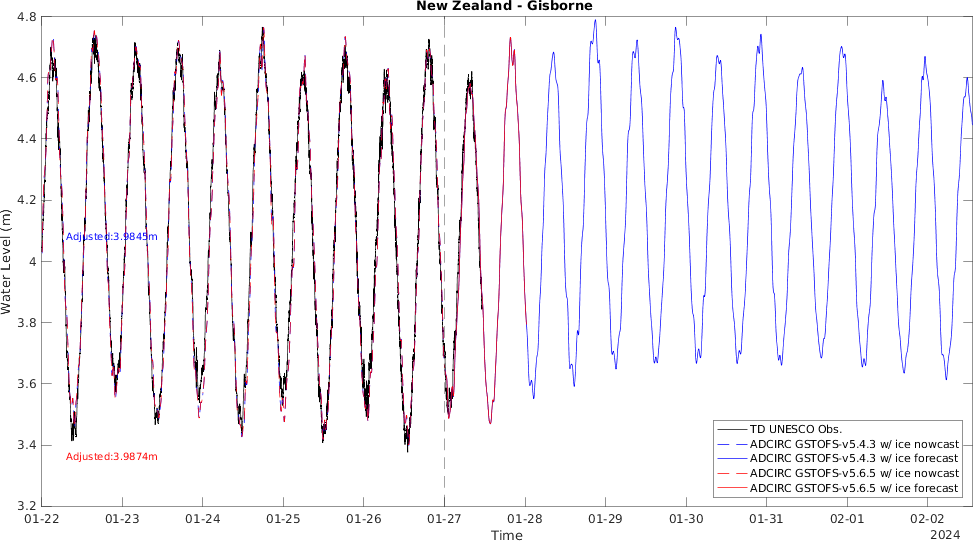 New Zealand - Gisborne
4.8
4.6
4.4
4.2
4
3.8
3.6
3.4
3.2
Water Level (m)
Adjusted:3.9845m
Adjusted:3.9874m
TD UNESCO Obs.
ADCIRC GSTOFS-v5.4.3 w/ ice nowcast
ADCIRC GSTOFS-v5.4.3 w/ ice forecast
ADCIRC GSTOFS-v5.6.5 w/ ice nowcast
ADCIRC GSTOFS-v5.6.5 w/ ice forecast
01-22 01-23 01-24 01-25 01-26 01-27 01-28 01-29 01-30 01-31 02-01 02-02
Time
2024